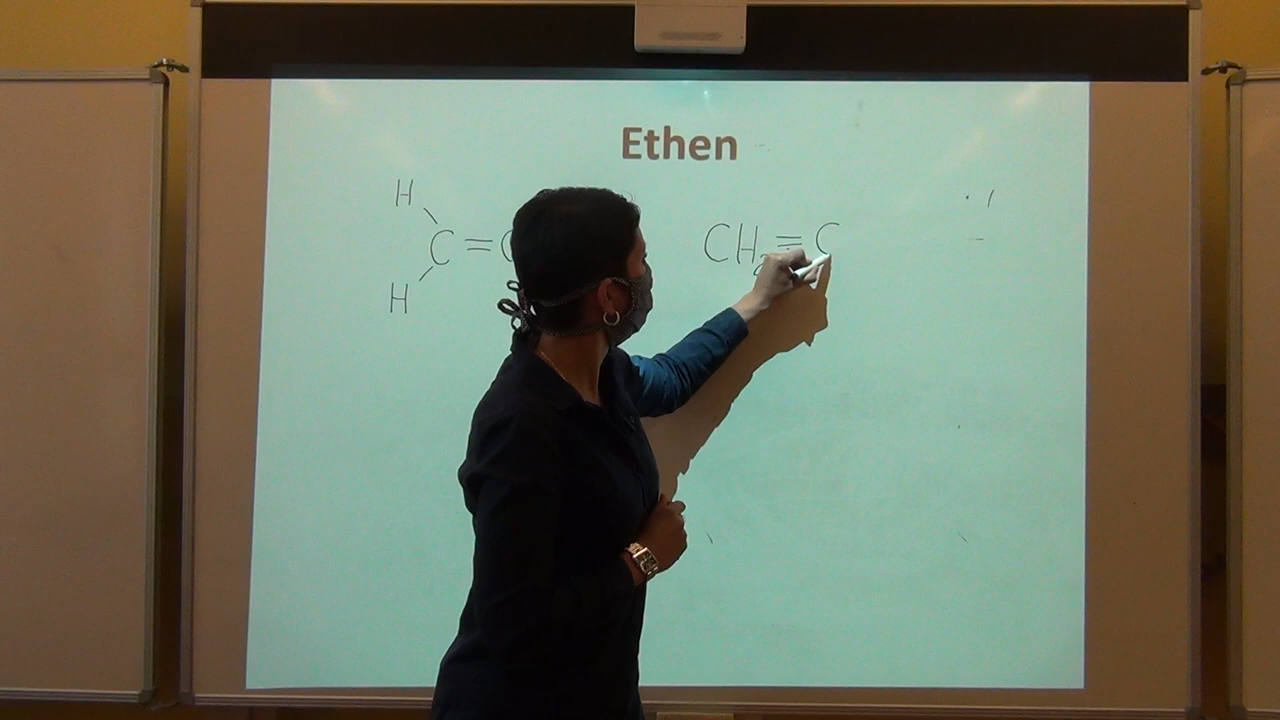 Ethen
H
C = C CH2 = C
H